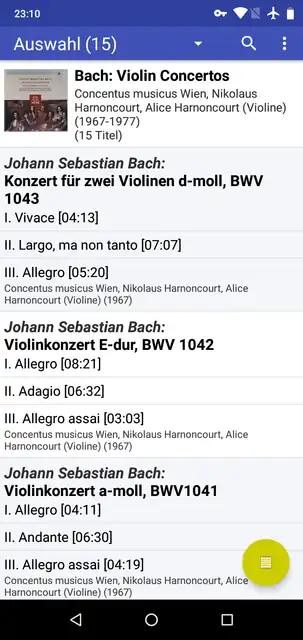 23:10
Auswahl (15)
Bach: Violin Concertos
Concentus musicus Wien, Nikolaus
Harnoncourt, Alice Harnoncourt (Violine)
(1967-1977)
(15 Titel)
Johann Sebastian Bach:
Konzert für zwei Violinen d-moll, BWV
1043
I. Vivace [04:13]
II. Largo, ma non tanto [07:07]
III. Allegro [05:20]
Concentus musicus Wien, Nikolaus Harnoncourt, Alice
Harnoncourt (Violine) (1967)
Johann Sebastian Bach:
Violinkonzert E-dur, BWV 1042
I. Allegro [08:21]
II. Adagio [06:32]
III. Allegro assai [03:03]
Concentus musicus Wien, Nikolaus Harnoncourt, Alice
Harnoncourt (Violine) (1967)
Johann Sebastian Bach:
Violinkonzert a-moll, BWV1041
I. Allegro [04:11]
II. Andante [06:30]
III. Allegro assai [04:19]
Concentus musicus Wien, Nikolaus Harnoncourt, Alice
Harnoncourt (Violine) (1967)